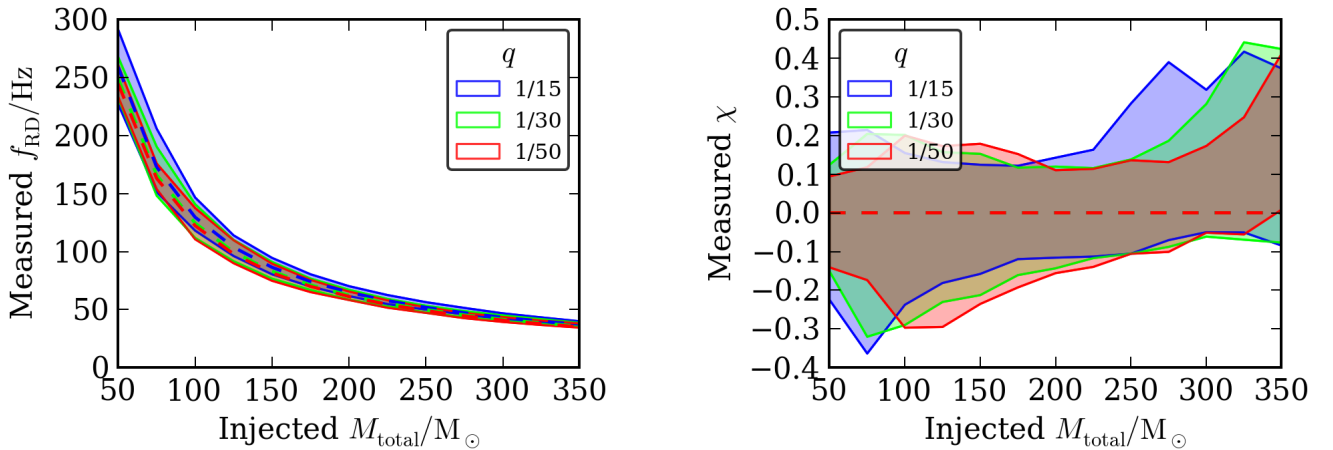 300
250
200
150
100
50
0
Measured f_RD/Hz
q
1/15
1/30
1/50
50 100 150 200 250 300 350
Injected M_total/M_⊙
0.5
0.4
0.3
0.2
0.1
0.0
−0.1
−0.2
−0.3
−0.4
Measured χ
q
1/15
1/30
1/50
50 100 150 200 250 300 350
Injected M_total/M_⊙